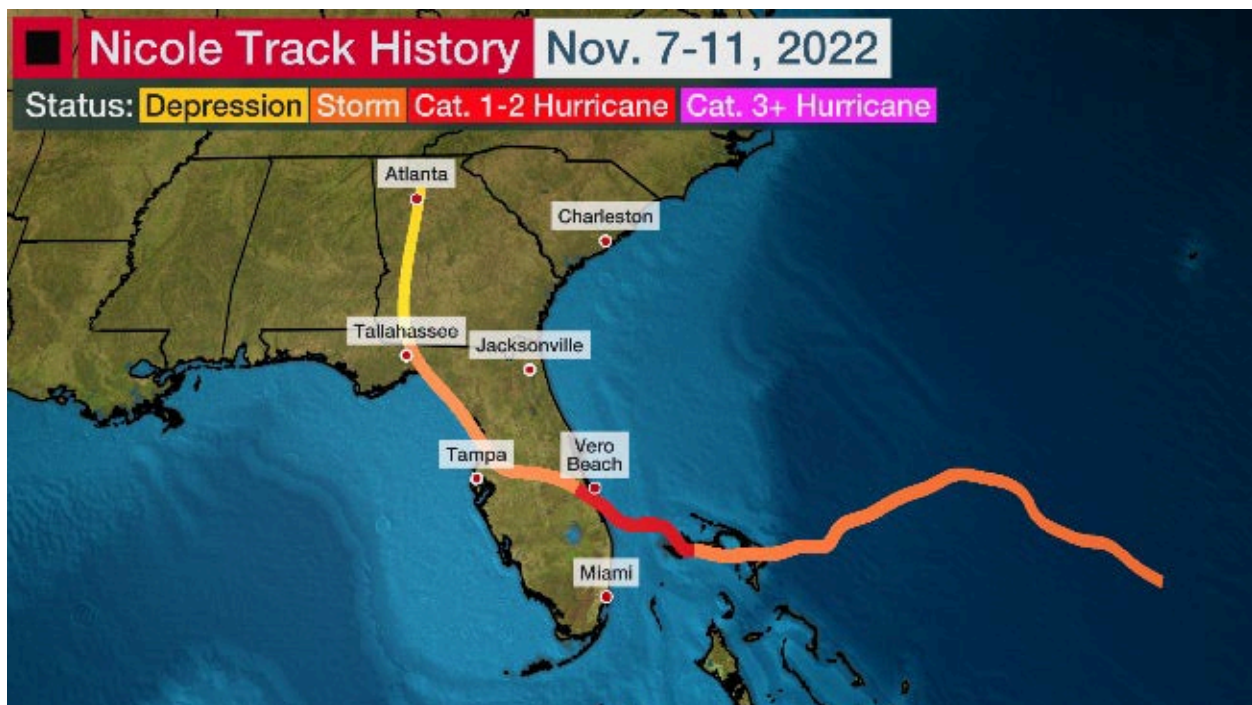 Nicole Track History Nov. 7-11, 2022
Status: Depression Storm Cat. 1-2 Hurricane Cat. 3+ Hurricane
Atlanta
Charleston
Tallahassee
Jacksonville
Tampa
Vero
Beach
Miami